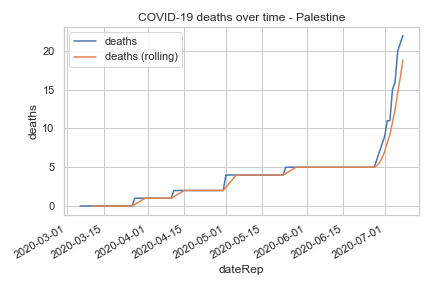 COVID-19 deaths over time - Palestine
deaths
deaths (rolling)
deaths
20
15
10
5
0
2020-03-01
2020-03-15
2020-04-01
2020-04-15
2020-05-01
2020-05-15
2020-06-01
2020-06-15
2020-07-01
dateRep